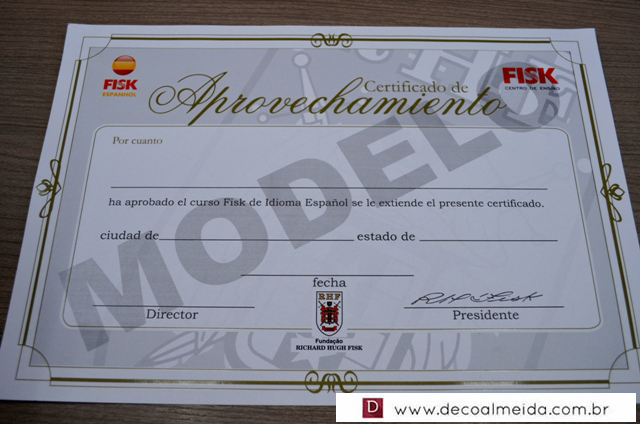 FISK
ESPANHOL
Certificado de
Aprovechamiento
FISK
CENTRO DE ENSINO
Por cuanto
MODELO
ha aprobado el curso Fisk de Idioma Español se le extiende el presente certificado.
ciudad de estado de
fecha
RHF
Director
Presidente
Fundação
RICHARD HUGH FISK
D www.decoalmeida.com.br